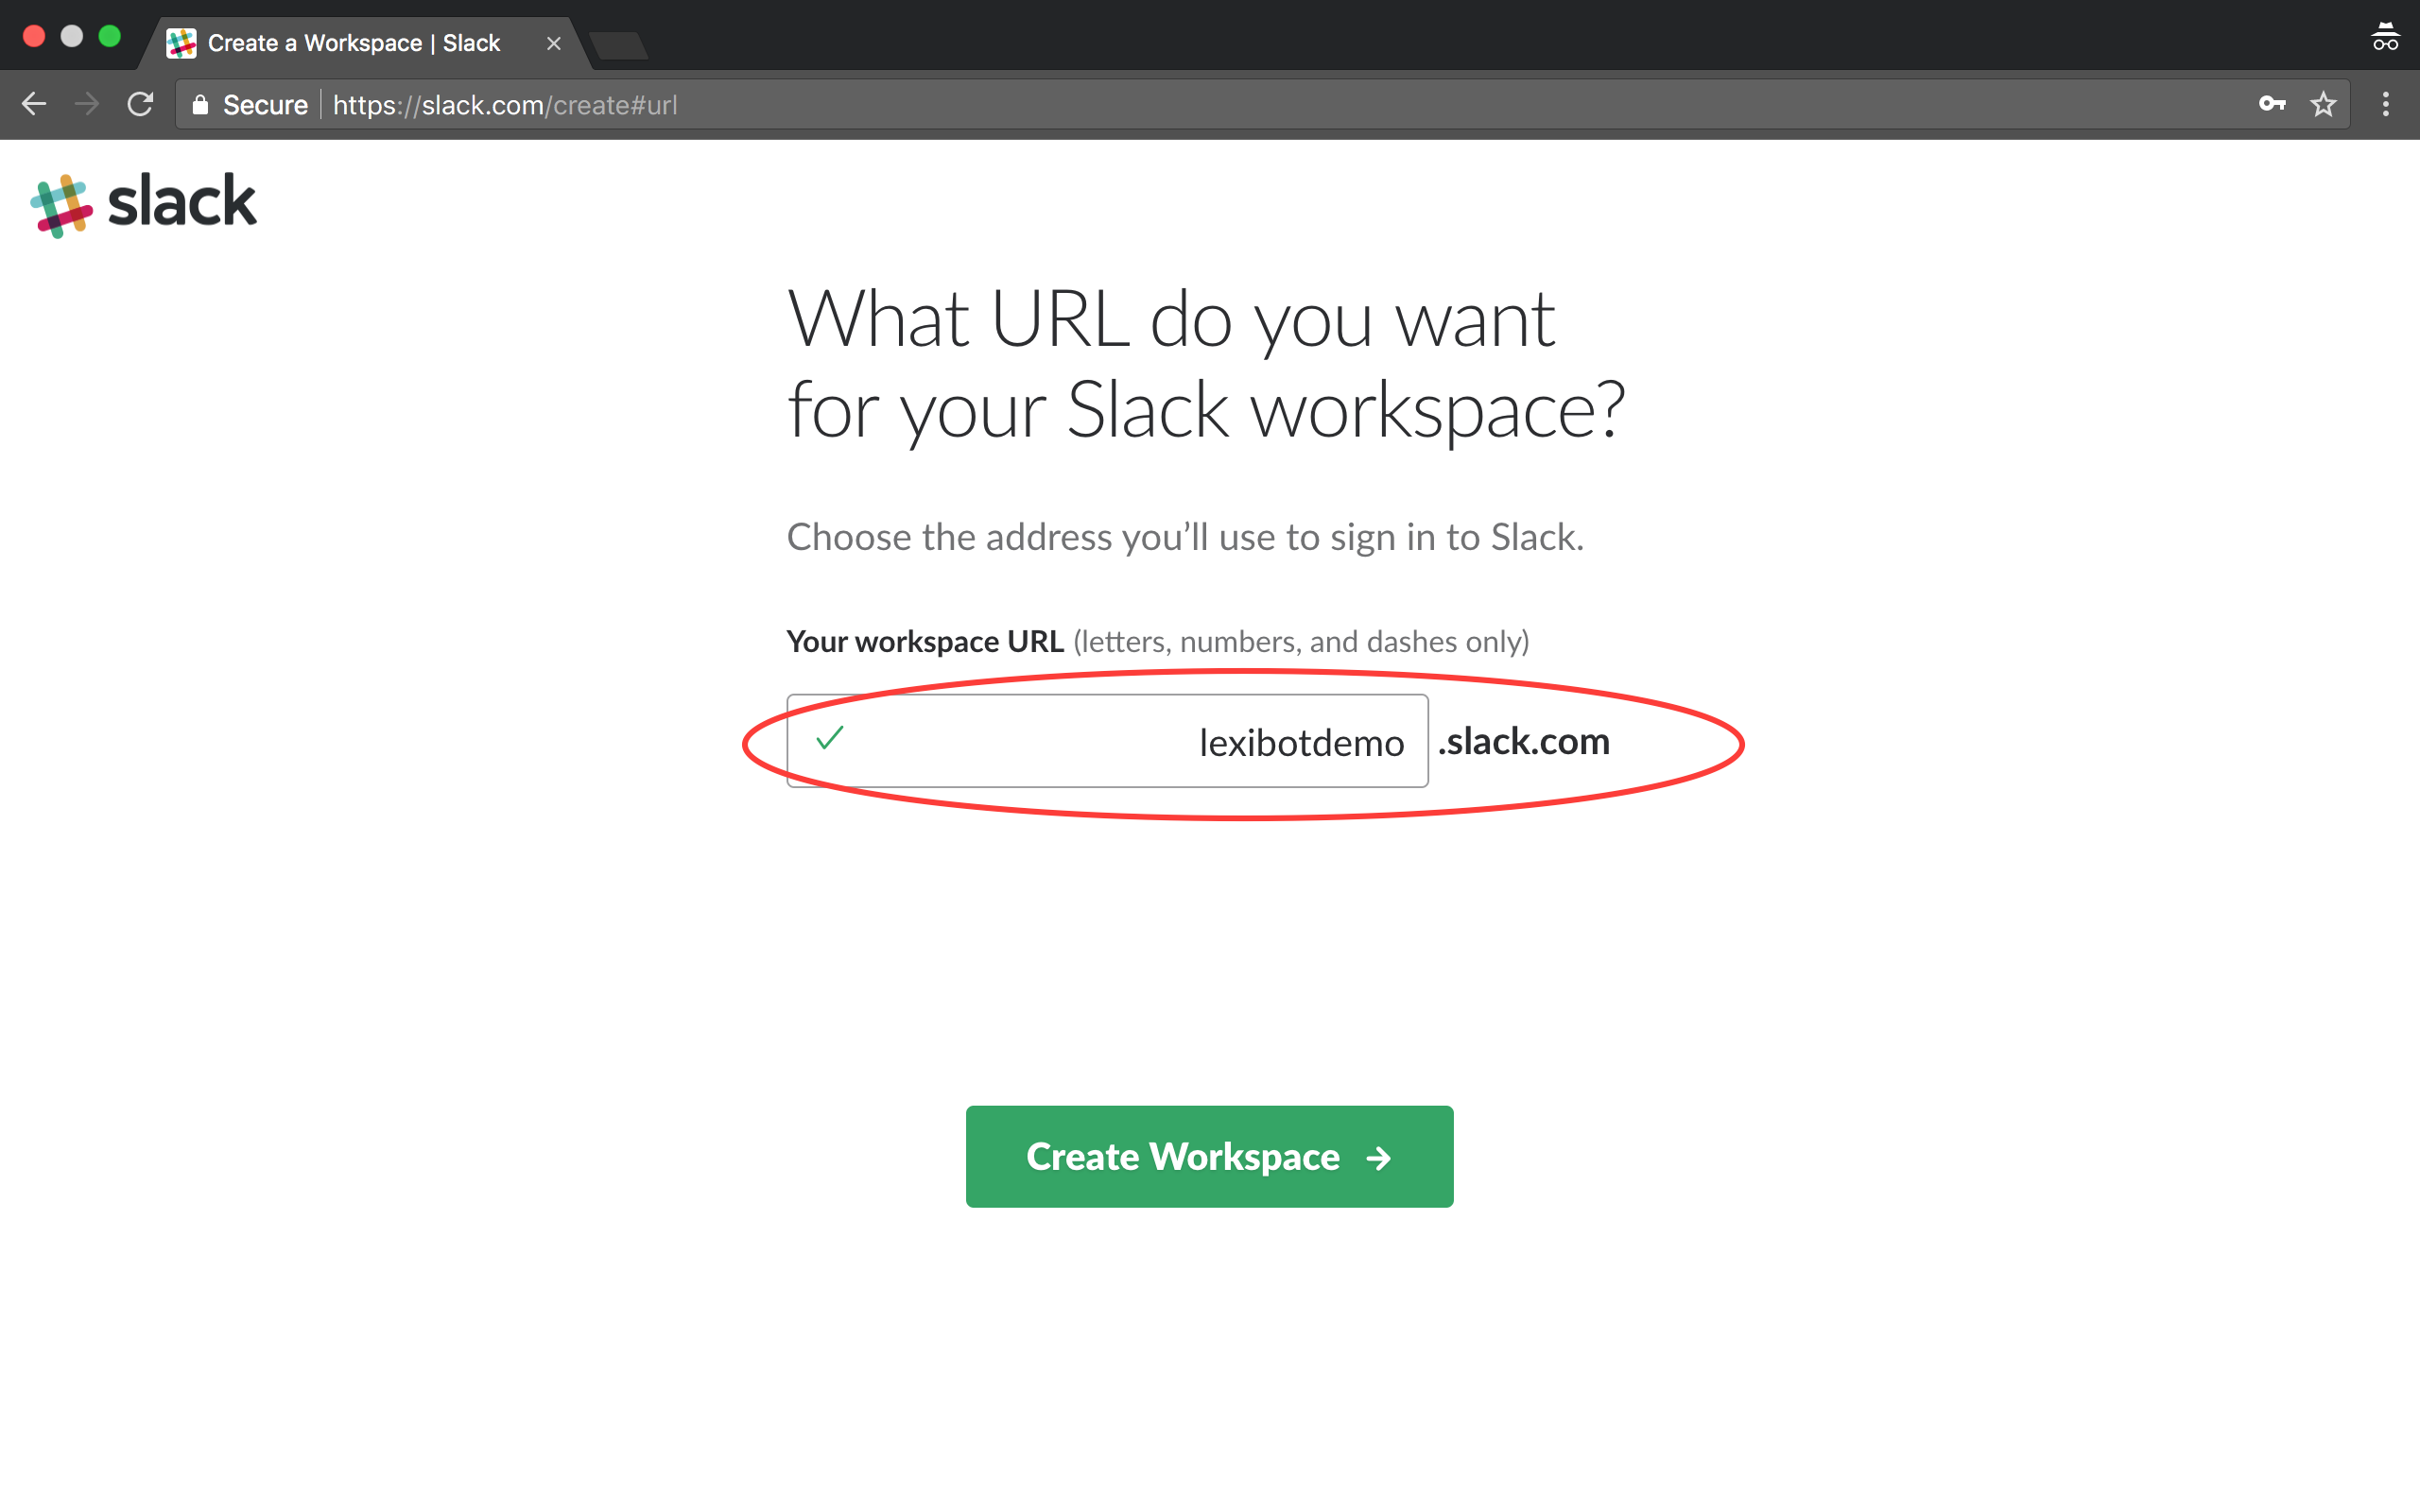 Create a Workspace | Slack
Secure https://slack.com/create#url
slack
What URL do you want
for your Slack workspace?
Choose the address you’ll use to sign in to Slack.
Your workspace URL (letters, numbers, and dashes only)
lexibotdemo .slack.com
Create Workspace →